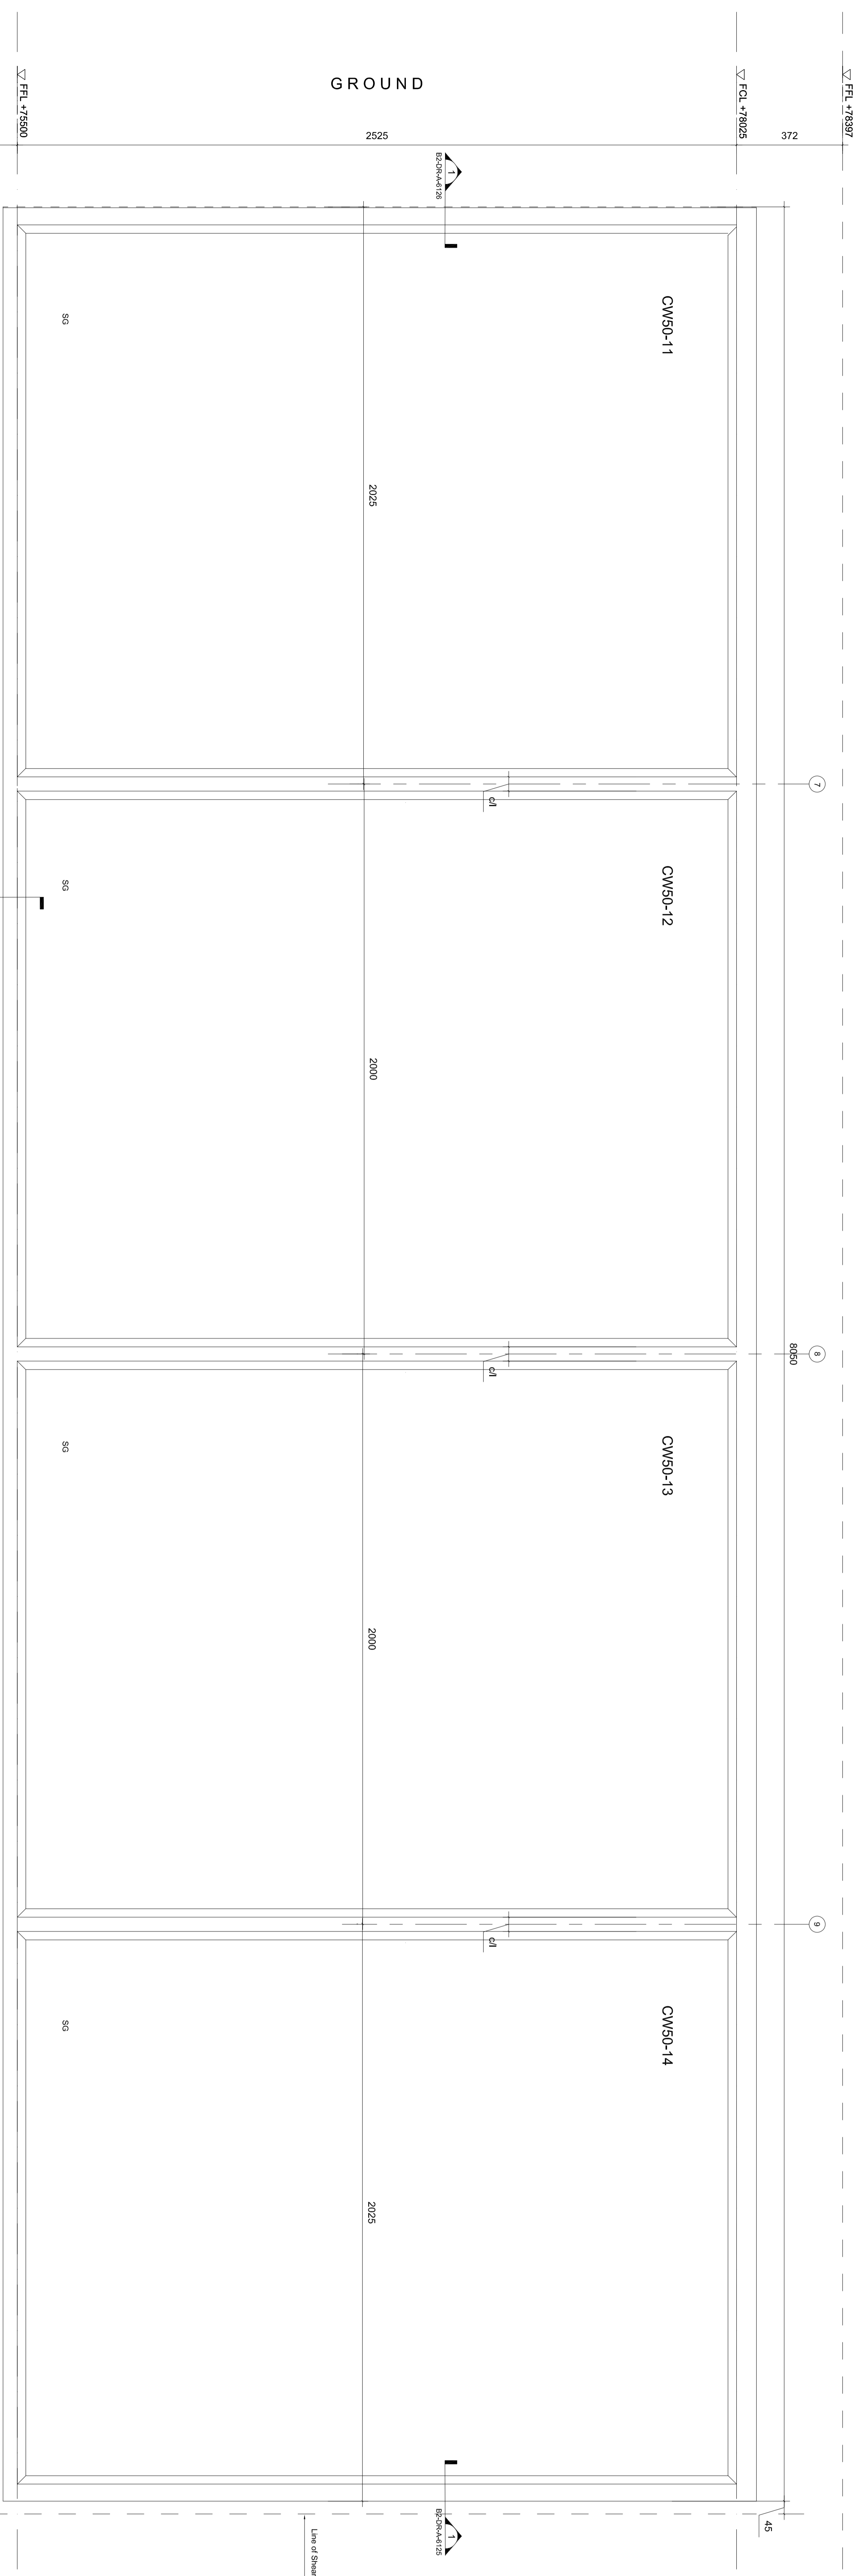 GROUND
FFL +78397
FCL +78025
FFL +75500
372
2525
1
B2-DR-A-6126
8050
45
7
8
9
CW50-11
CW50-12
CW50-13
CW50-14
c/l
c/l
c/l
2025
2000
2000
2025
SG
SG
SG
SG
1
B2-DR-A-6125
Line of Shear